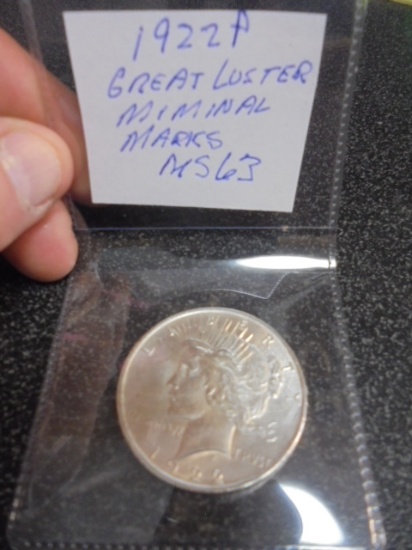 1922P
GREAT LUSTER
MIMINAL
MARKS
MS63